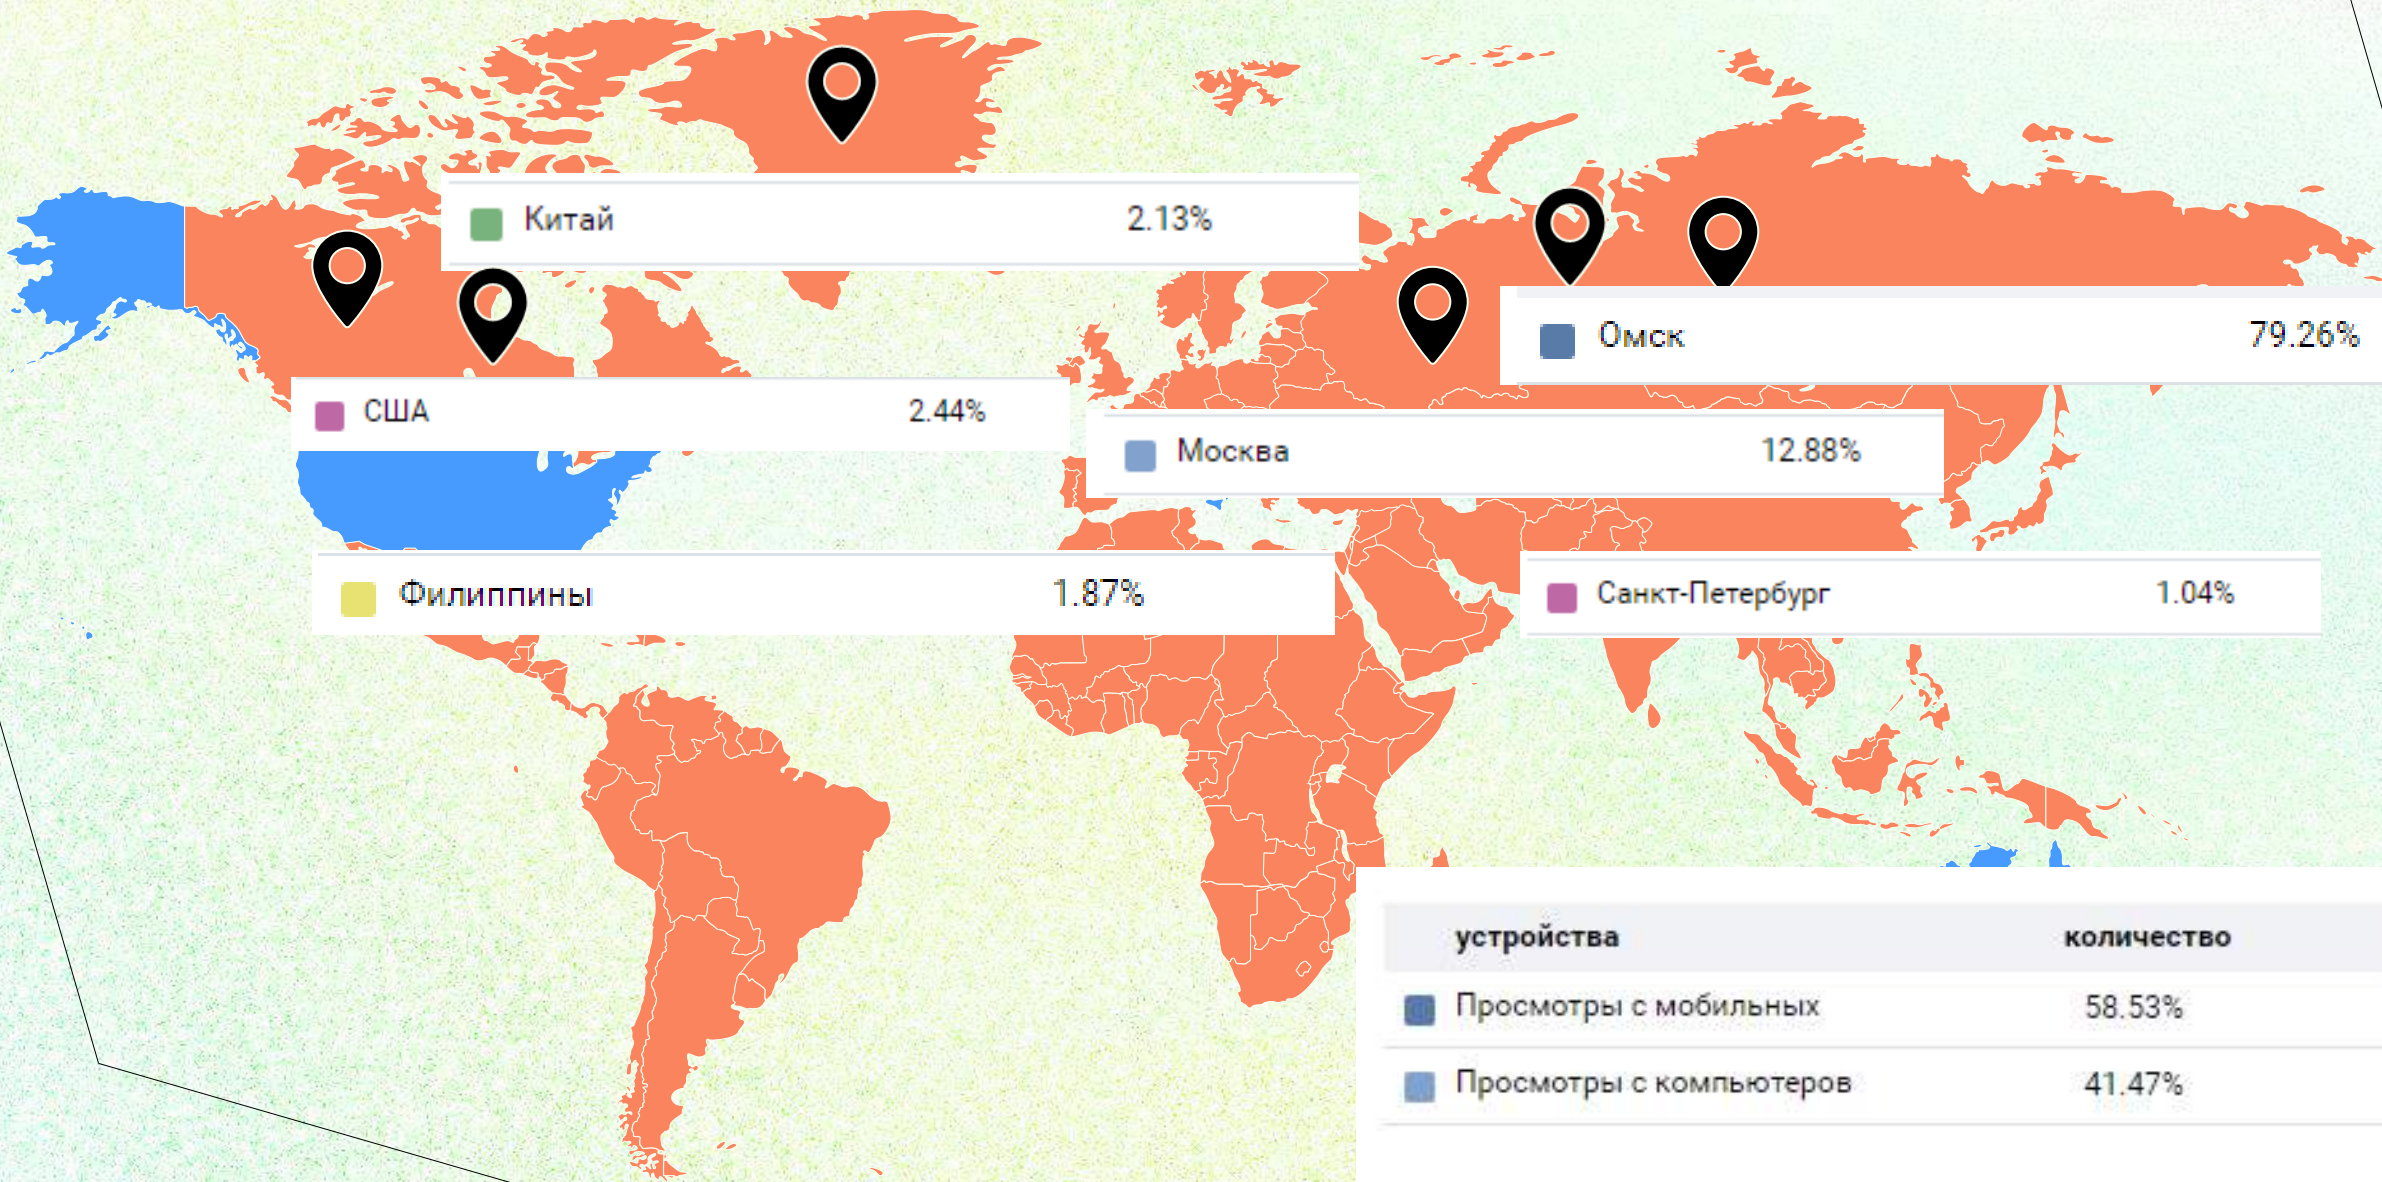 Китай 2.13%
Омск 79.26%
США 2.44%
Москва 12.88%
Филиппины 1.87%
Санкт-Петербург 1.04%
устройства количество
Просмотры с мобильных 58.53%
Просмотры с компьютеров 41.47%